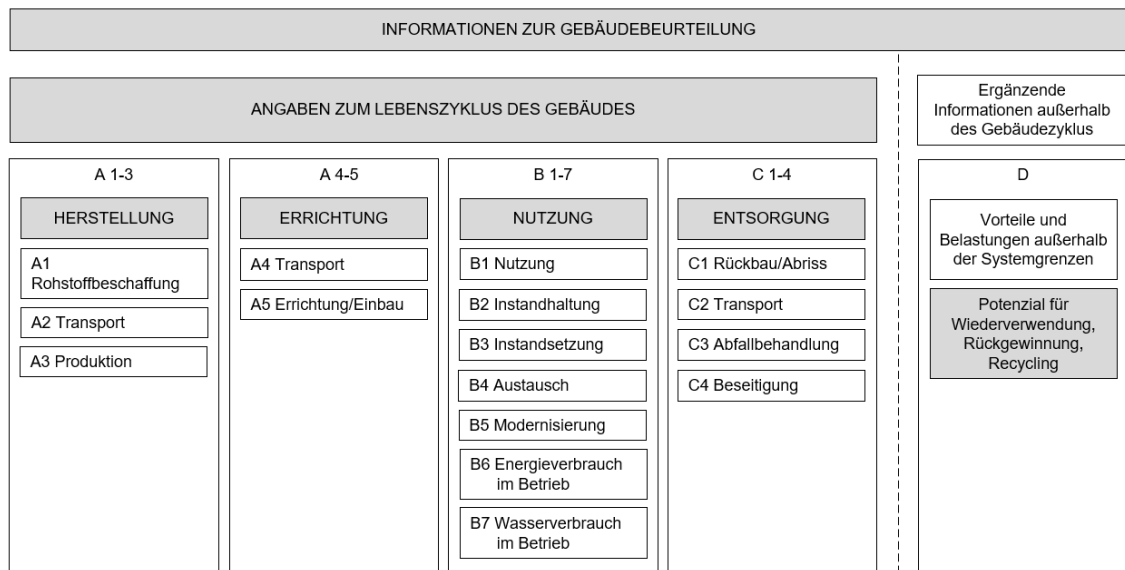 INFORMATIONEN ZUR GEBÄUDEBEURTEILUNG
ANGABEN ZUM LEBENSZYKLUS DES GEBÄUDES
Ergänzende
Informationen außerhalb
des Gebäudezyklus
A 1-3
HERSTELLUNG
A1
Rohstoffbeschaffung
A2 Transport
A3 Produktion
A 4-5
ERRICHTUNG
A4 Transport
A5 Errichtung/Einbau
B 1-7
NUTZUNG
B1 Nutzung
B2 Instandhaltung
B3 Instandsetzung
B4 Austausch
B5 Modernisierung
B6 Energieverbrauch
im Betrieb
B7 Wasserverbrauch
im Betrieb
C 1-4
ENTSORGUNG
C1 Rückbau/Abriss
C2 Transport
C3 Abfallbehandlung
C4 Beseitigung
D
Vorteile und
Belastungen außerhalb
der Systemgrenzen
Potenzial für
Wiederverwendung,
Rückgewinnung,
Recycling